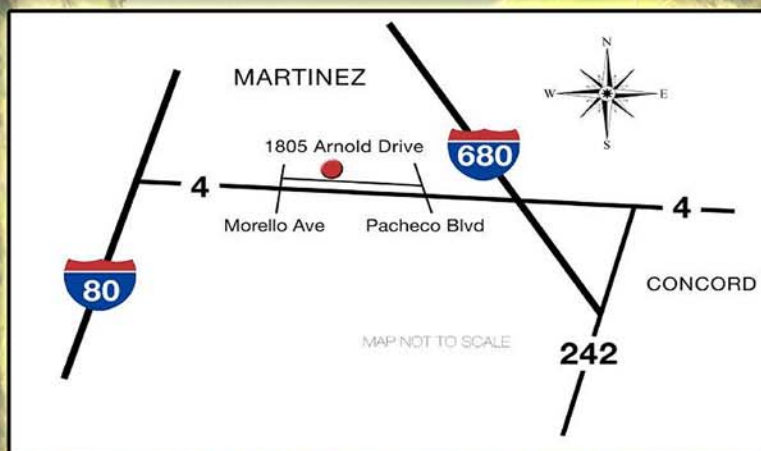 N
MARTINEZ
W
E
S
1805 Arnold Drive
680
4
4
Morello Ave
Pacheco Blvd
80
CONCORD
MAP NOT TO SCALE
242